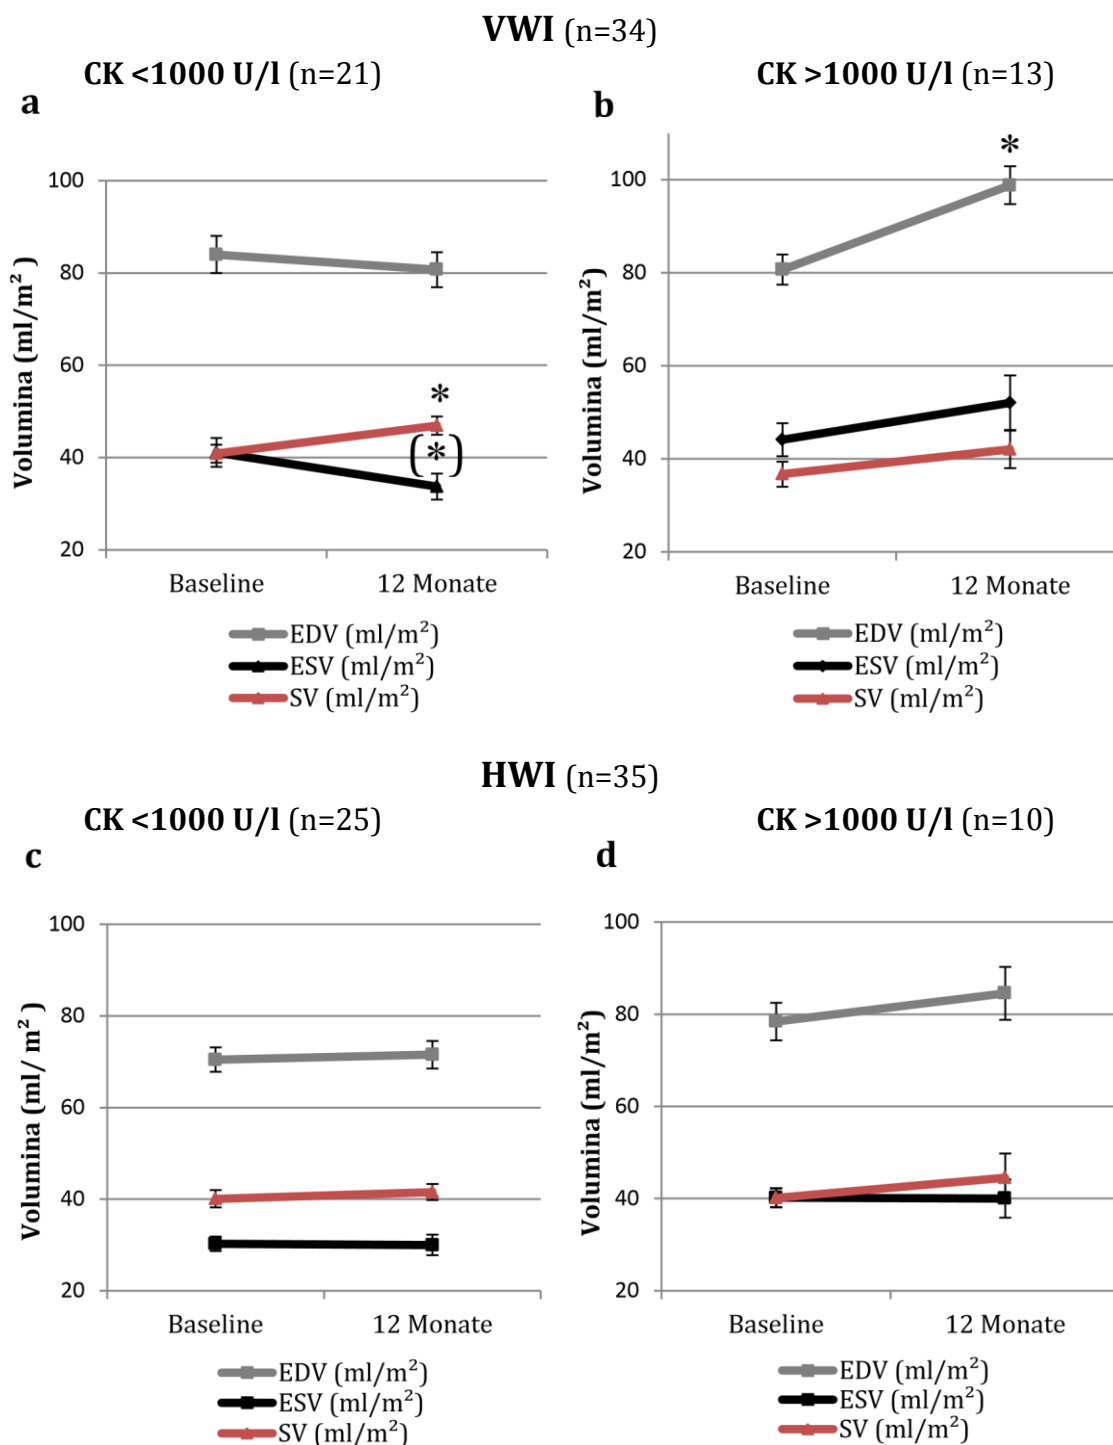 VWI (n=34)
CK <1000 U/l (n=21)
CK >1000 U/l (n=13)
a
100
80
60
40
20
Volumina (ml/m²)
*
(*)
Baseline
12 Monate
EDV (ml/m²)
ESV (ml/m²)
SV (ml/m²)
b
100
80
60
40
20
Volumina (ml/m²)
*
Baseline
12 Monate
EDV (ml/m²)
ESV (ml/m²)
SV (ml/m²)
HWI (n=35)
CK <1000 U/l (n=25)
CK >1000 U/l (n=10)
c
100
80
60
40
20
Volumina (ml/ m²)
Baseline
12 Monate
EDV (ml/m²)
ESV (ml/m²)
SV (ml/m²)
d
100
80
60
40
20
Volumina (ml/m²)
Baseline
12 Monate
EDV (ml/m²)
ESV (ml/m²)
SV (ml/m²)